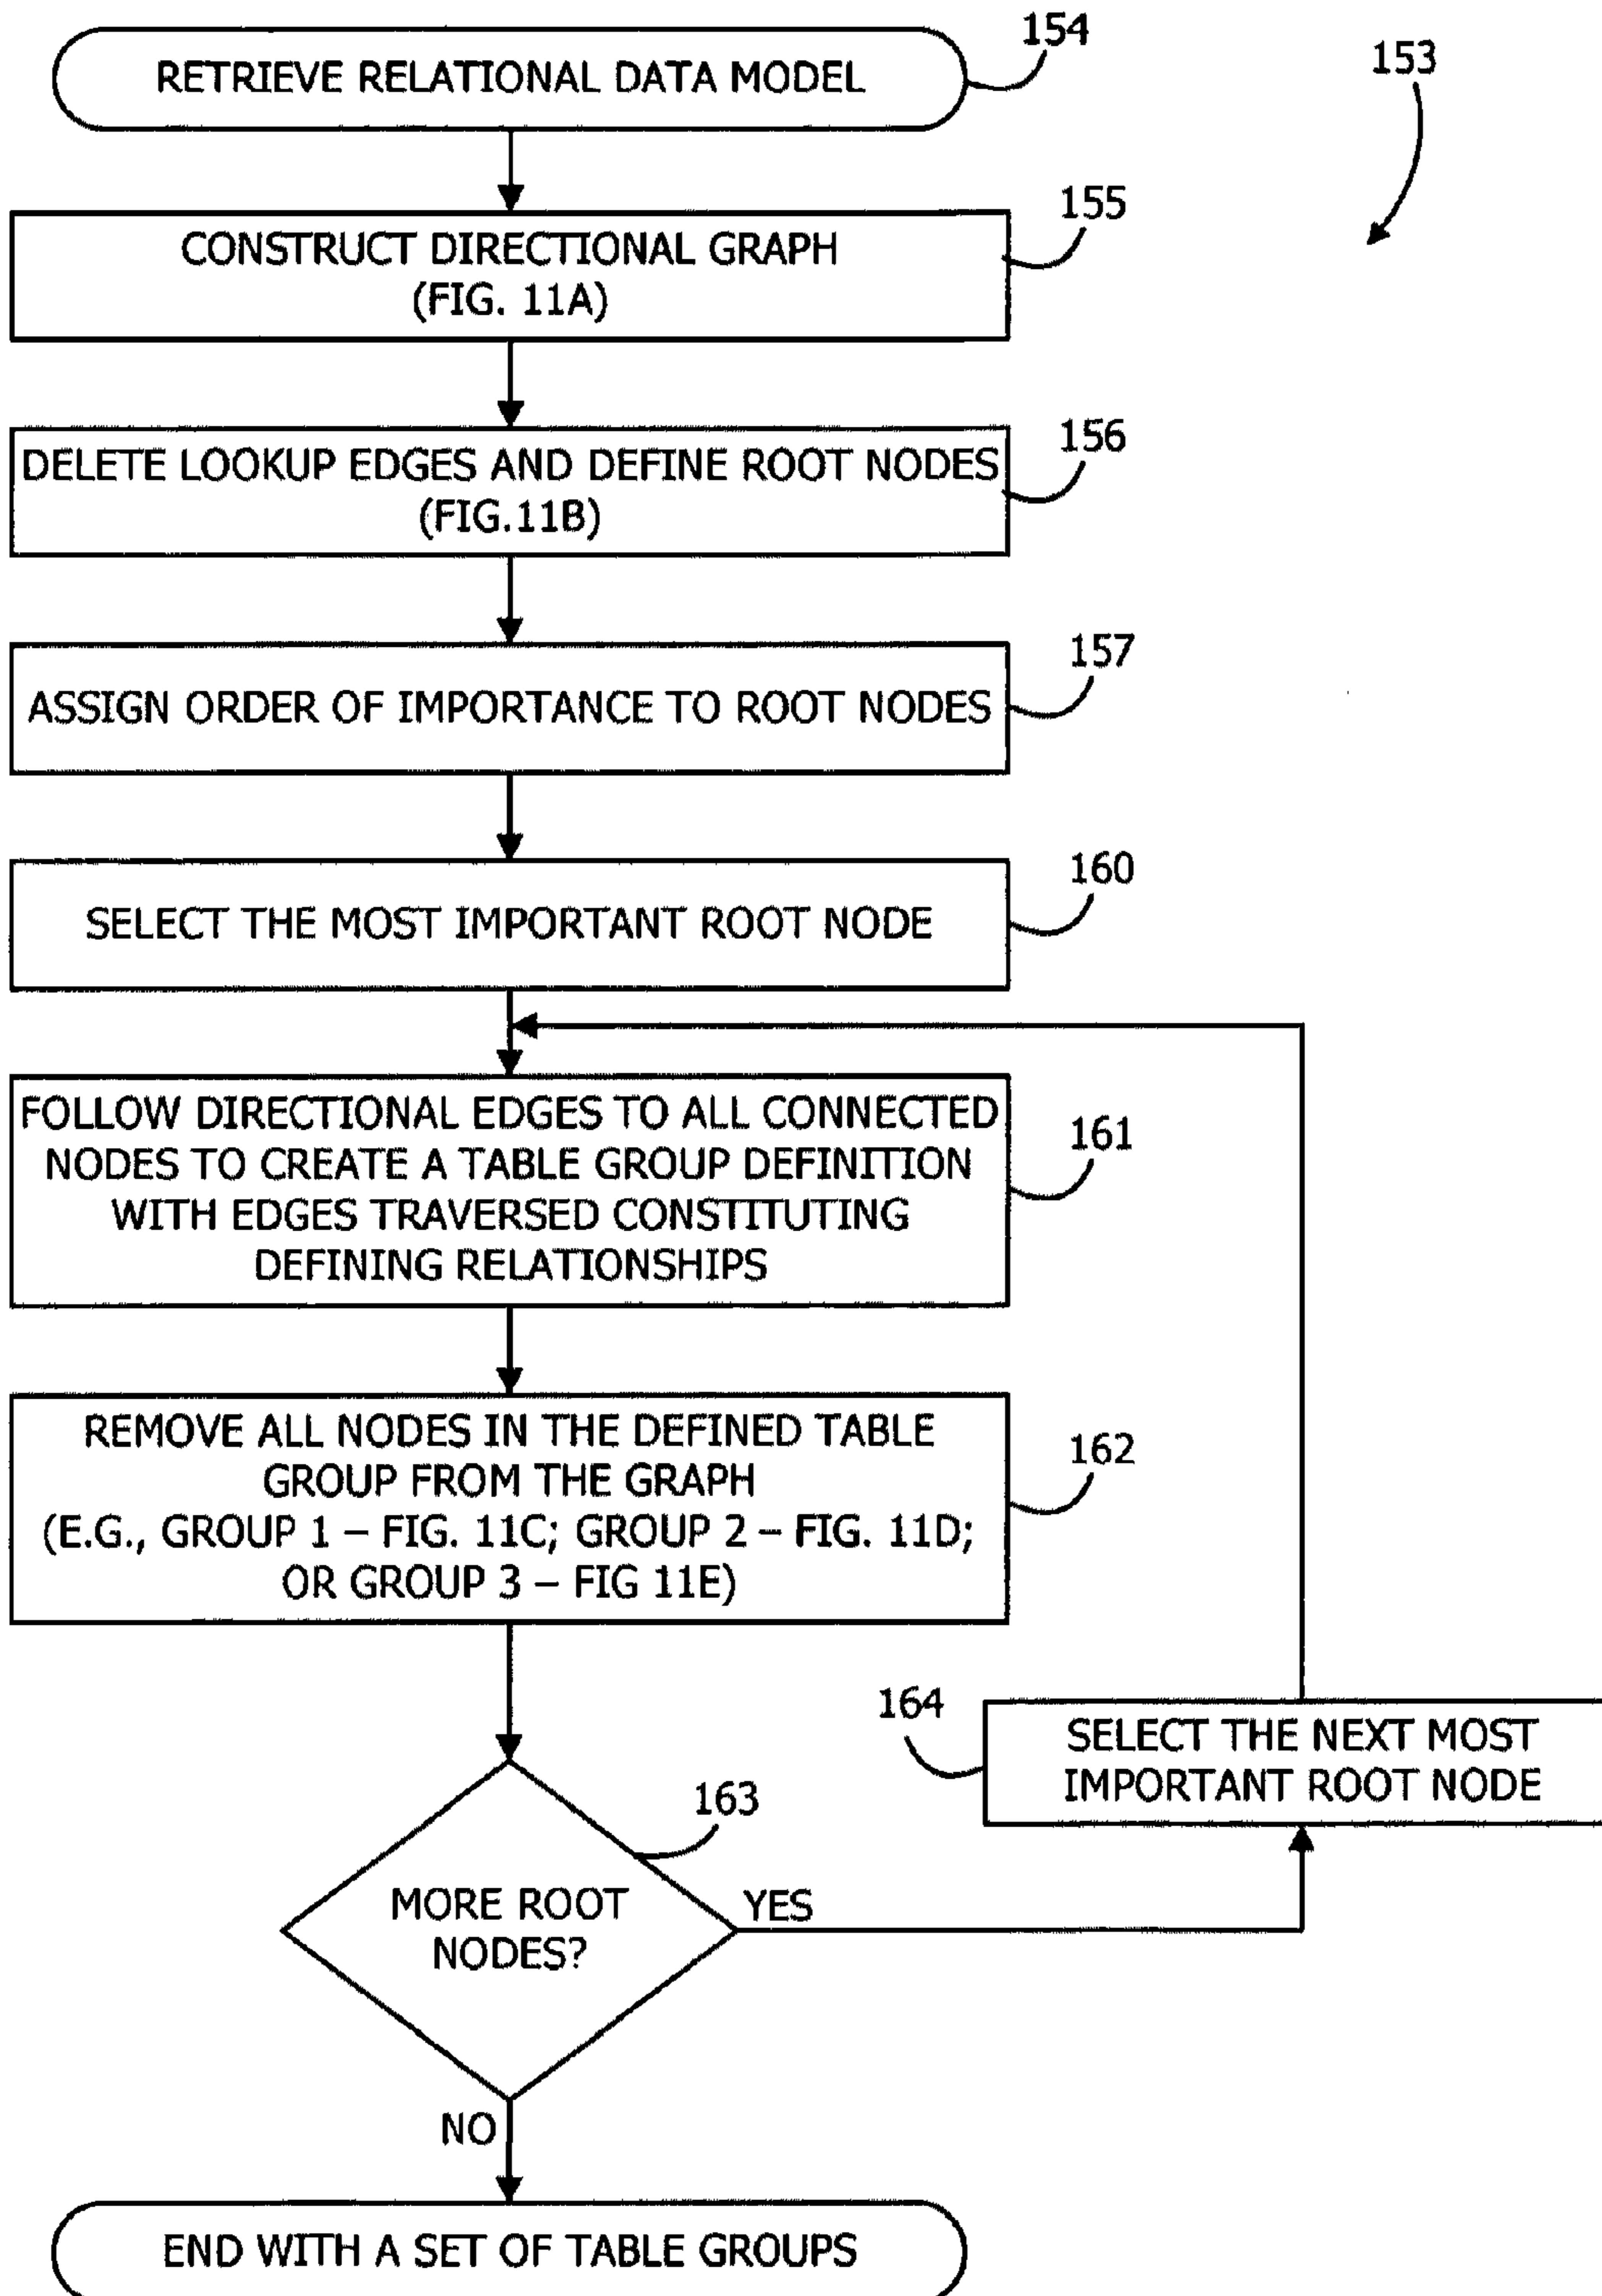 154
RETRIEVE RELATIONAL DATA MODEL
153
155
CONSTRUCT DIRECTIONAL GRAPH
(FIG. 11A)
156
DELETE LOOKUP EDGES AND DEFINE ROOT NODES
(FIG.11B)
157
ASSIGN ORDER OF IMPORTANCE TO ROOT NODES
160
SELECT THE MOST IMPORTANT ROOT NODE
FOLLOW DIRECTIONAL EDGES TO ALL CONNECTED
161
NODES TO CREATE A TABLE GROUP DEFINITION
WITH EDGES TRAVERSED CONSTITUTING
DEFINING RELATIONSHIPS
REMOVE ALL NODES IN THE DEFINED TABLE
162
GROUP FROM THE GRAPH
(E.G., GROUP 1 – FIG. 11C; GROUP 2 – FIG. 11D;
OR GROUP 3 – FIG 11E)
164
SELECT THE NEXT MOST
IMPORTANT ROOT NODE
163
MORE ROOT
NODES?
YES
NO
END WITH A SET OF TABLE GROUPS